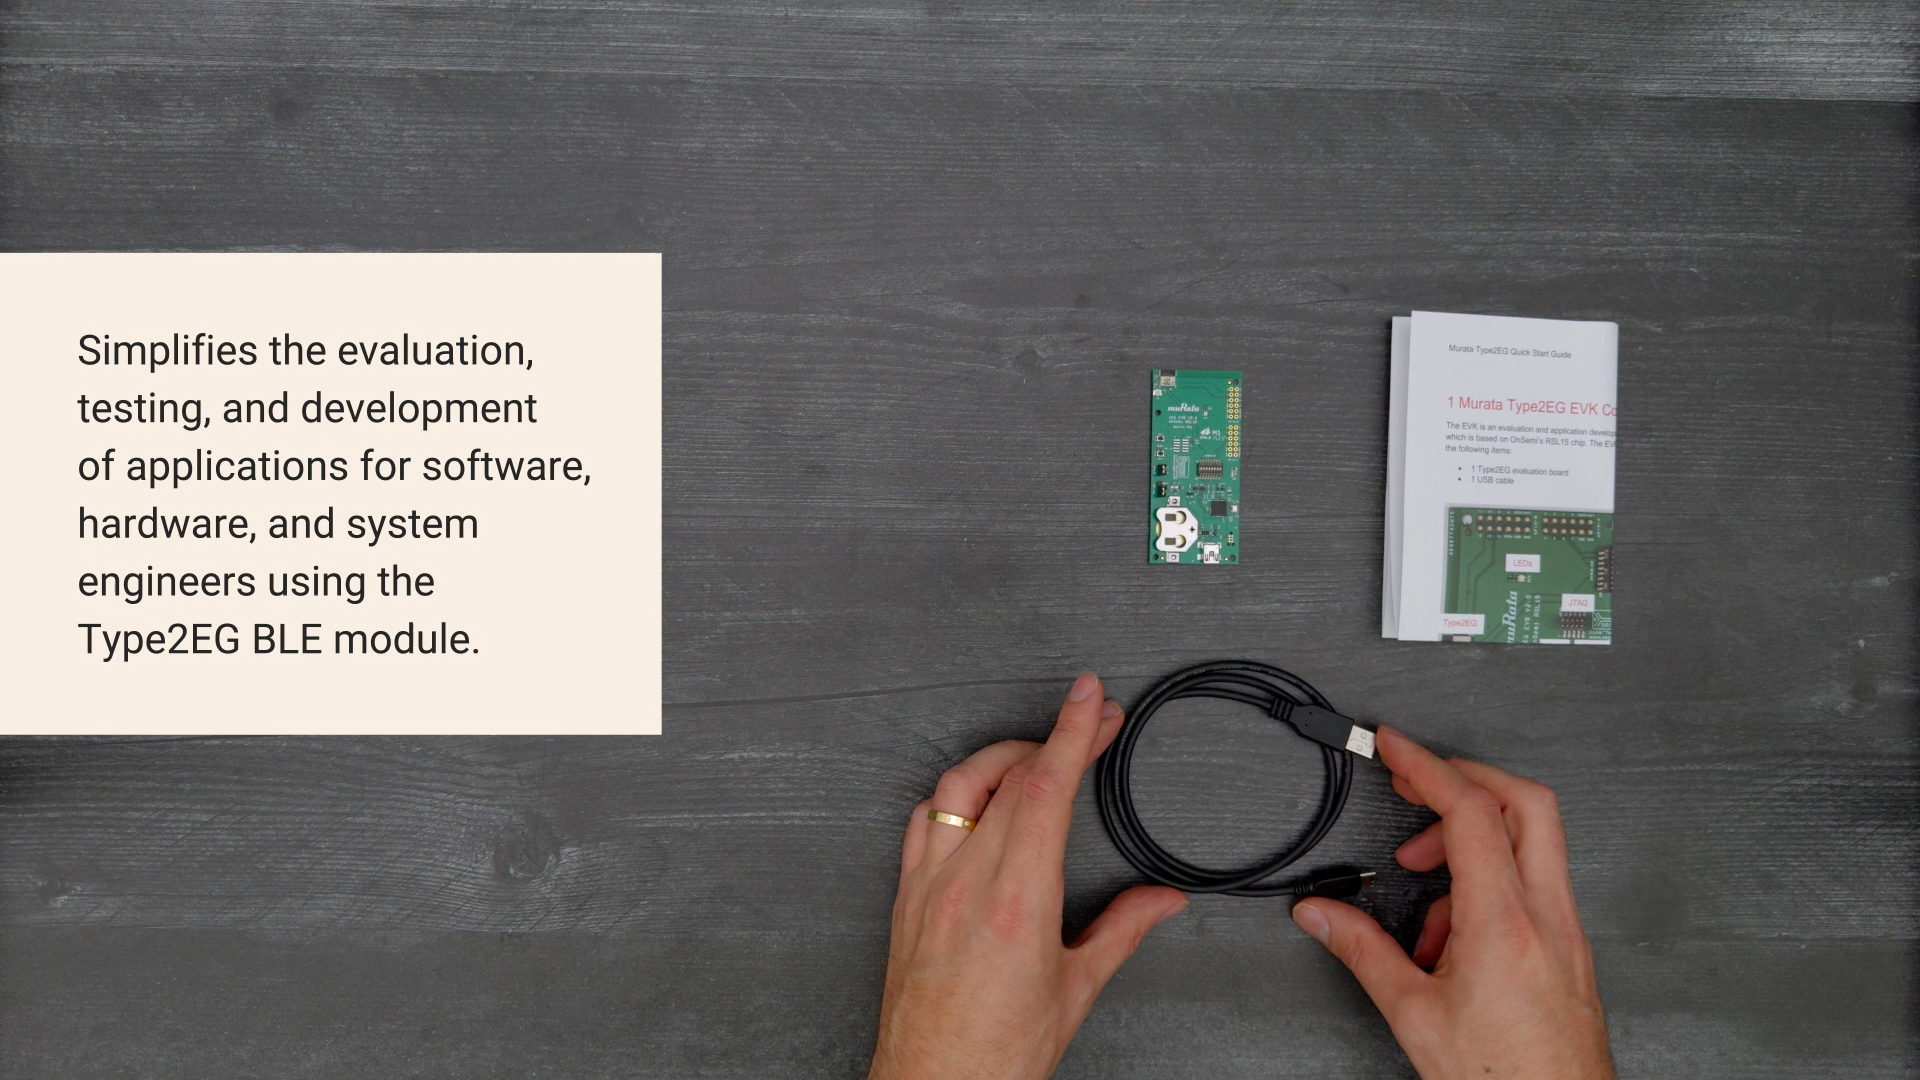 Simplifies the evaluation,
testing, and development
of applications for software,
hardware, and system
engineers using the
Type2EG BLE module.
muRata
Murata Type2EG Quick Start Guide
1 Murata Type2EG EVK Co
The EVK is an evaluation and application develop
which is based on OnSemi's RSL15 chip. The EV
the following items:
• 1 Type2EG evaluation board
• 1 USB cable
LEDs
JTAG
Type2EG
muRata